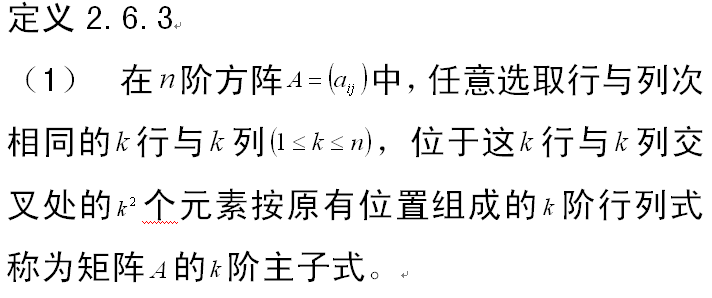 定义 2.6.3
（1） 在n阶方阵A=(a_{ij})中，任意选取行与列次
相同的k行与k列(1≤k≤n)，位于这k行与k列交
叉处的k²个元素按原有位置组成的k阶行列式
称为矩阵A的k阶主子式。